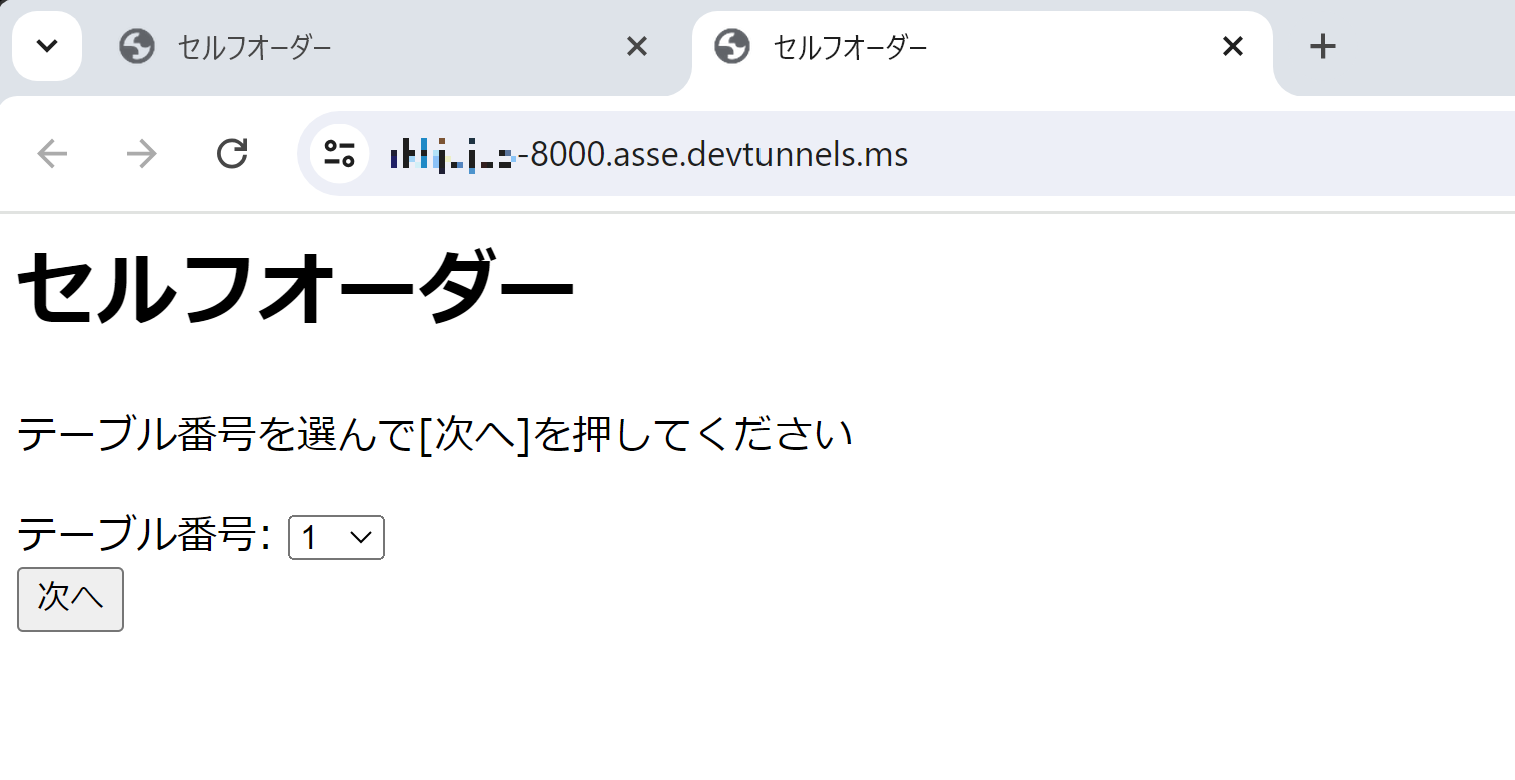 セルフオーダー
セルフオーダー
-8000.asse.devtunnels.ms
セルフオーダー
テーブル番号を選んで[次へ]を押してください
テーブル番号: 1
次へ